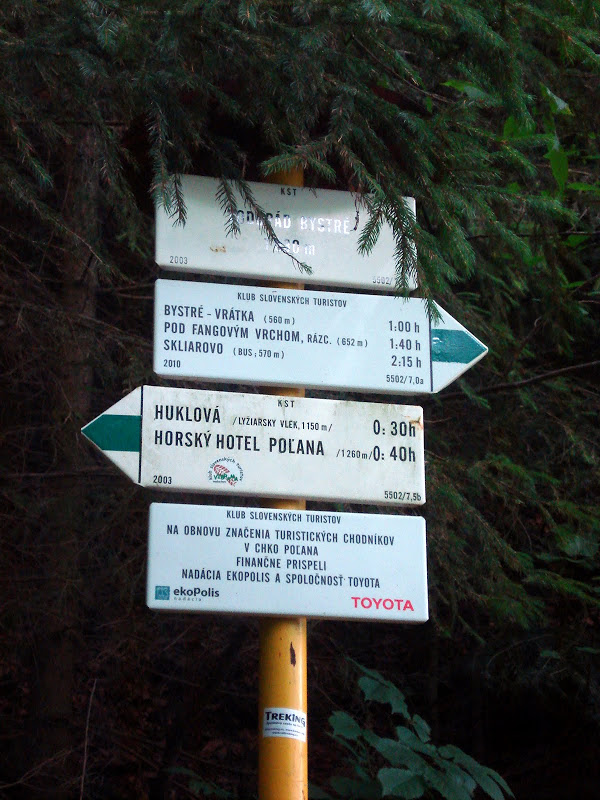 KST
BYSTRÉ
m
2003
5502/
KLUB SLOVENSKÝCH TURISTOV
BYSTRÉ - VRÁTKA (560 m) 1:00 h
POD FANGOVÝM VRCHOM, RÁZC. (652 m) 1:40 h
SKLIAROVO (BUS; 570 m) 2:15 h
2010 5502/7,0a
KST
HUKLOVÁ /LYŽIARSKY VLEK, 1150 m/ 0:30h
HORSKÝ HOTEL POĽANA /1260 m/ 0:40h
2003 5502/7,5b
KLUB SLOVENSKÝCH TURISTOV
NA OBNOVU ZNAČENIA TURISTICKÝCH CHODNÍKOV
V CHKO POĽANA
FINANČNE PRISPELI
NADÁCIA EKOPOLIS A SPOLOČNOSŤ TOYOTA
ekoPolis
NADÁCIA
TOYOTA
TREKING